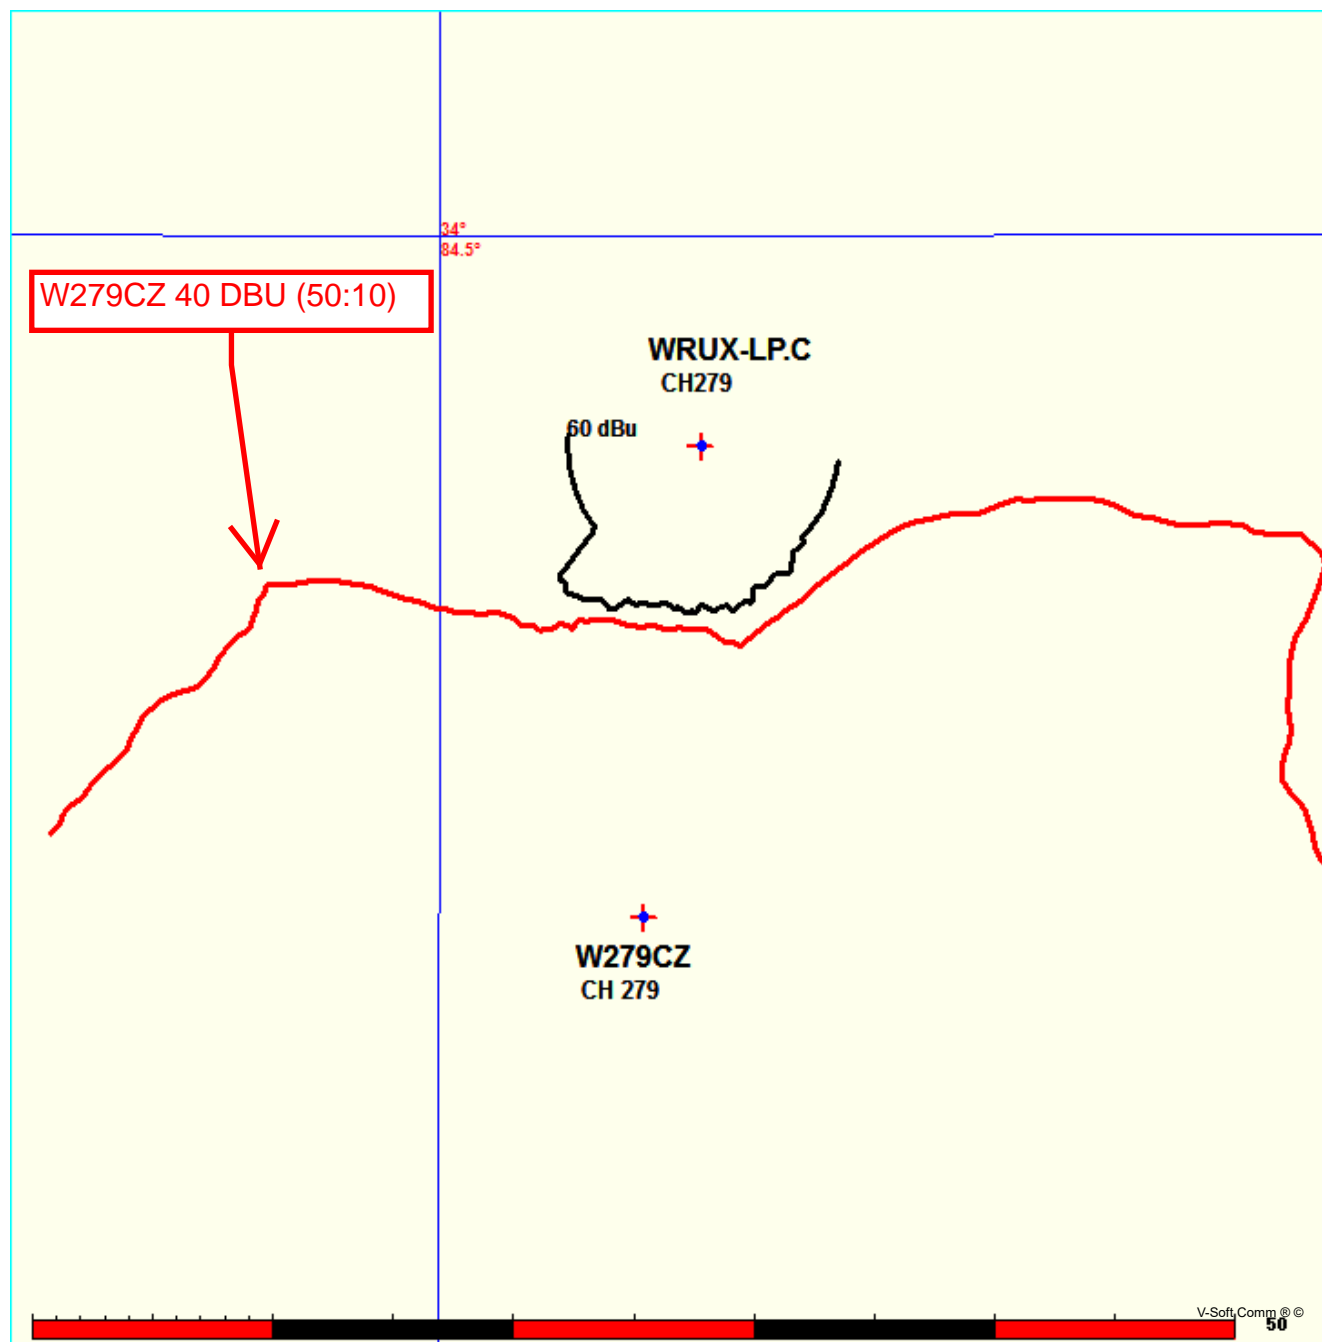 34°
84.5°
W279CZ 40 DBU (50:10)
WRUX-LP.C
CH279
60 dBu
W279CZ
CH 279
V-Soft Comm ® ©
50